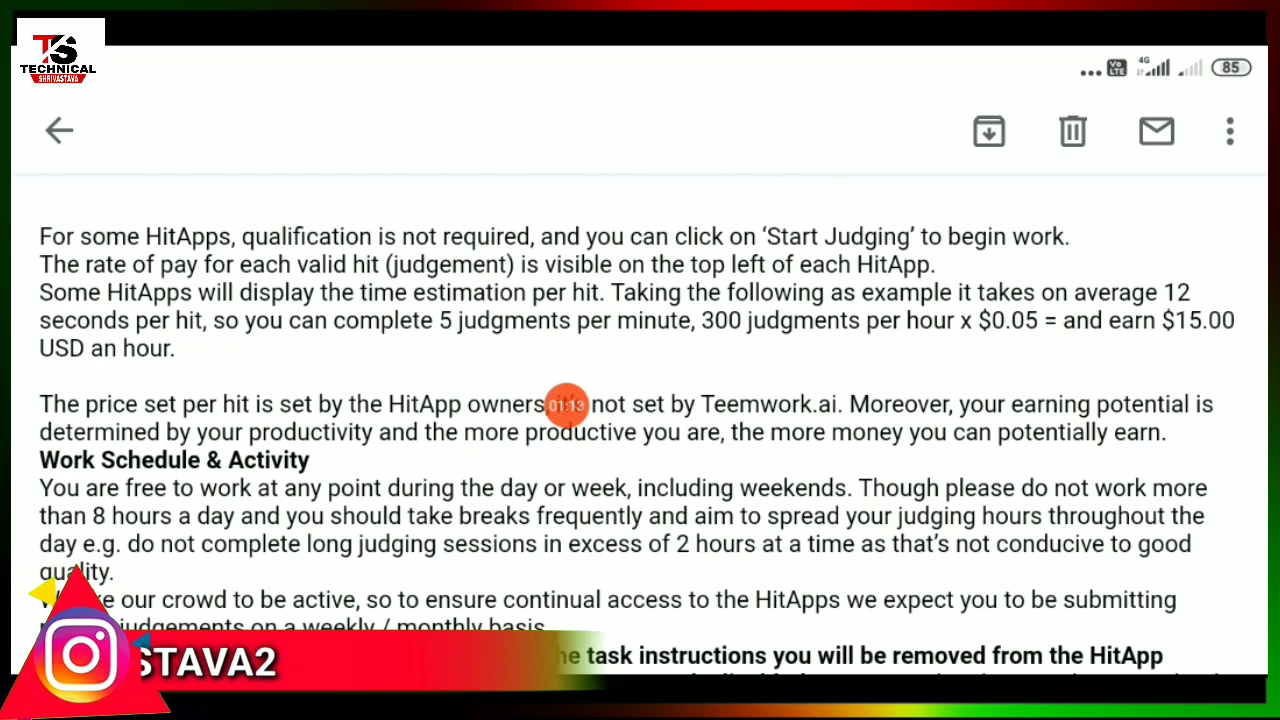 TS
TECHNICAL
SHRIVASTAVA
Vo LTE 4G 85
For some HitApps, qualification is not required, and you can click on ‘Start Judging’ to begin work.
The rate of pay for each valid hit (judgement) is visible on the top left of each HitApp.
Some HitApps will display the time estimation per hit. Taking the following as example it takes on average 12
seconds per hit, so you can complete 5 judgments per minute, 300 judgments per hour x $0.05 = and earn $15.00
USD an hour.
The price set per hit is set by the HitApp owners, it's not set by Teemwork.ai. Moreover, your earning potential is
01:13
determined by your productivity and the more productive you are, the more money you can potentially earn.
Work Schedule & Activity
You are free to work at any point during the day or week, including weekends. Though please do not work more
than 8 hours a day and you should take breaks frequently and aim to spread your judging hours throughout the
day e.g. do not complete long judging sessions in excess of 2 hours at a time as that’s not conducive to good
quality.
our crowd to be active, so to ensure continual access to the HitApps we expect you to be submitting
judgements on a weekly / monthly basis
STAVA2
task instructions you will be removed from the HitApp